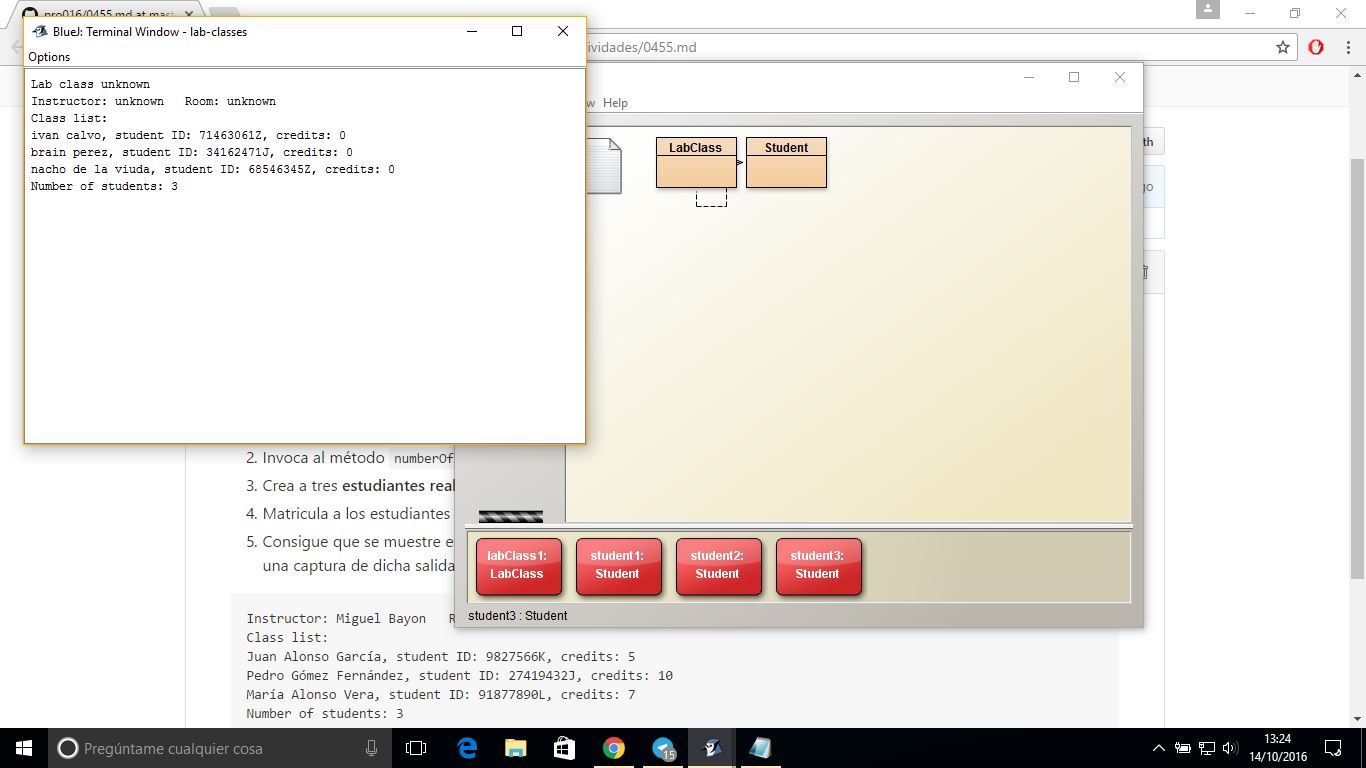 pro016/0455.md at mast
BlueJ: Terminal Window - lab-classes
Options
Lab class unknown
Instructor: unknown   Room: unknown
Class list:
ivan calvo, student ID: 71463061Z, credits: 0
brain perez, student ID: 34162471J, credits: 0
nacho de la viuda, student ID: 68546345Z, credits: 0
Number of students: 3
ividades/0455.md
w Help
LabClass
Student
th
go
2. Invoca al método numberOf
3. Crea a tres estudiantes real
4. Matricula a los estudiantes
5. Consigue que se muestre e
una captura de dicha salida
labClass1:
LabClass
student1:
Student
student2:
Student
student3:
Student
student3 : Student
Instructor: Miguel Bayon   R
Class list:
Juan Alonso García, student ID: 9827566K, credits: 5
Pedro Gómez Fernández, student ID: 27419432J, credits: 10
María Alonso Vera, student ID: 91877890L, credits: 7
Number of students: 3
Pregúntame cualquier cosa
15
13:24
14/10/2016